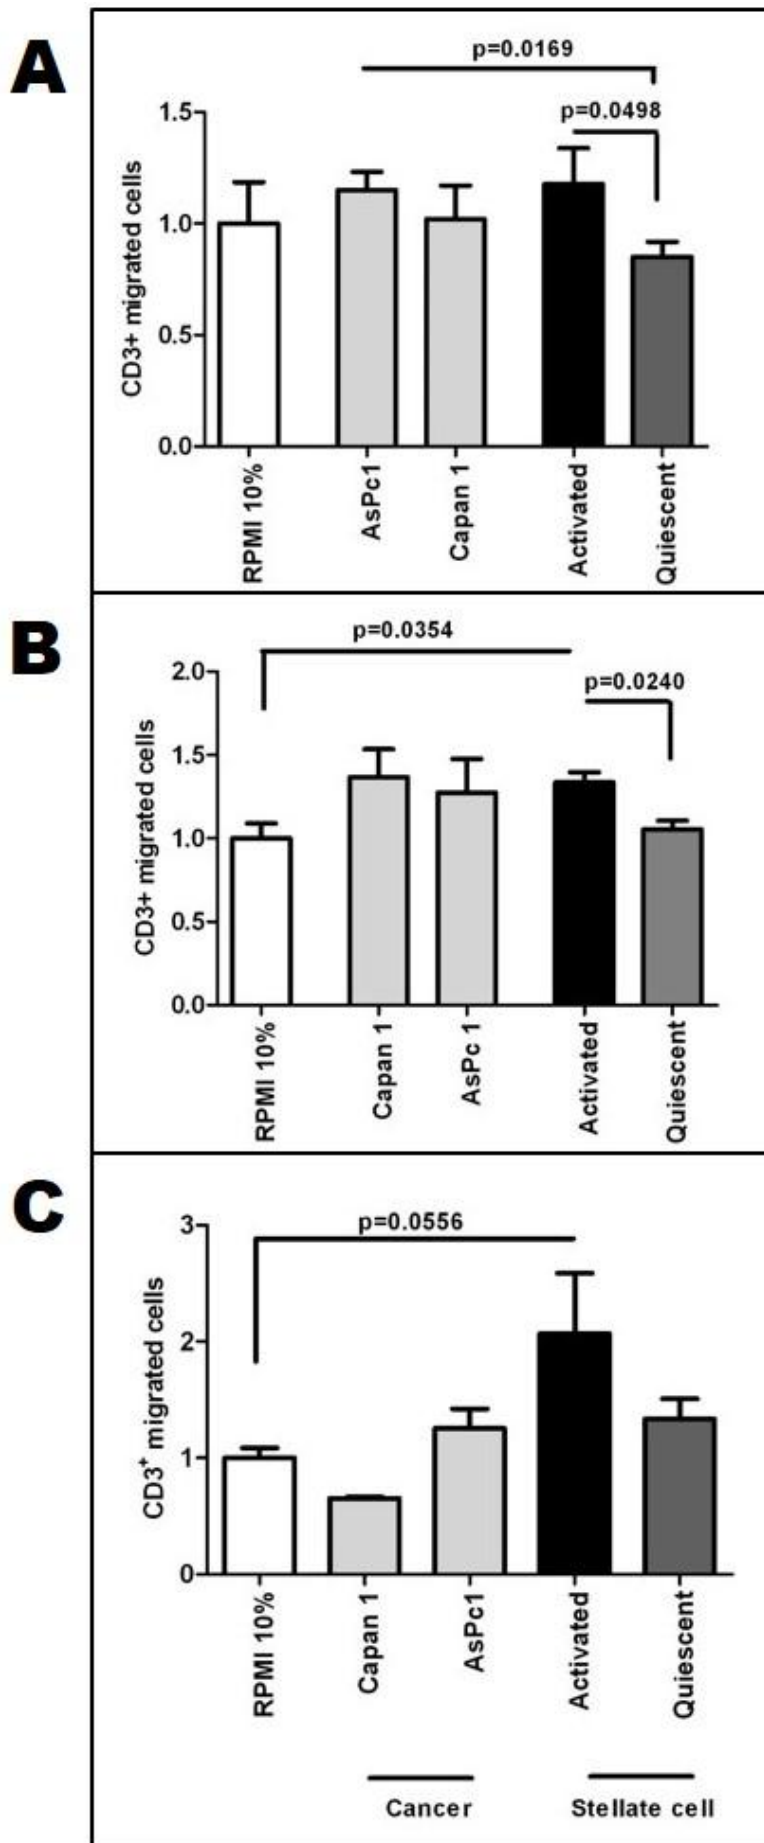 A
p=0.0169
p=0.0498
CD3+ migrated cells
1.5
1.0
0.5
0.0
RPMI 10%
AsPc1
Capan 1
Activated
Quiescent
B
p=0.0354
p=0.0240
CD3+ migrated cells
2.0
1.5
1.0
0.5
0.0
RPMI 10%
Capan 1
AsPc 1
Activated
Quiescent
C
p=0.0556
CD3⁺ migrated cells
3
2
1
0
RPMI 10%
Capan 1
AsPc1
Activated
Quiescent
Cancer
Stellate cell